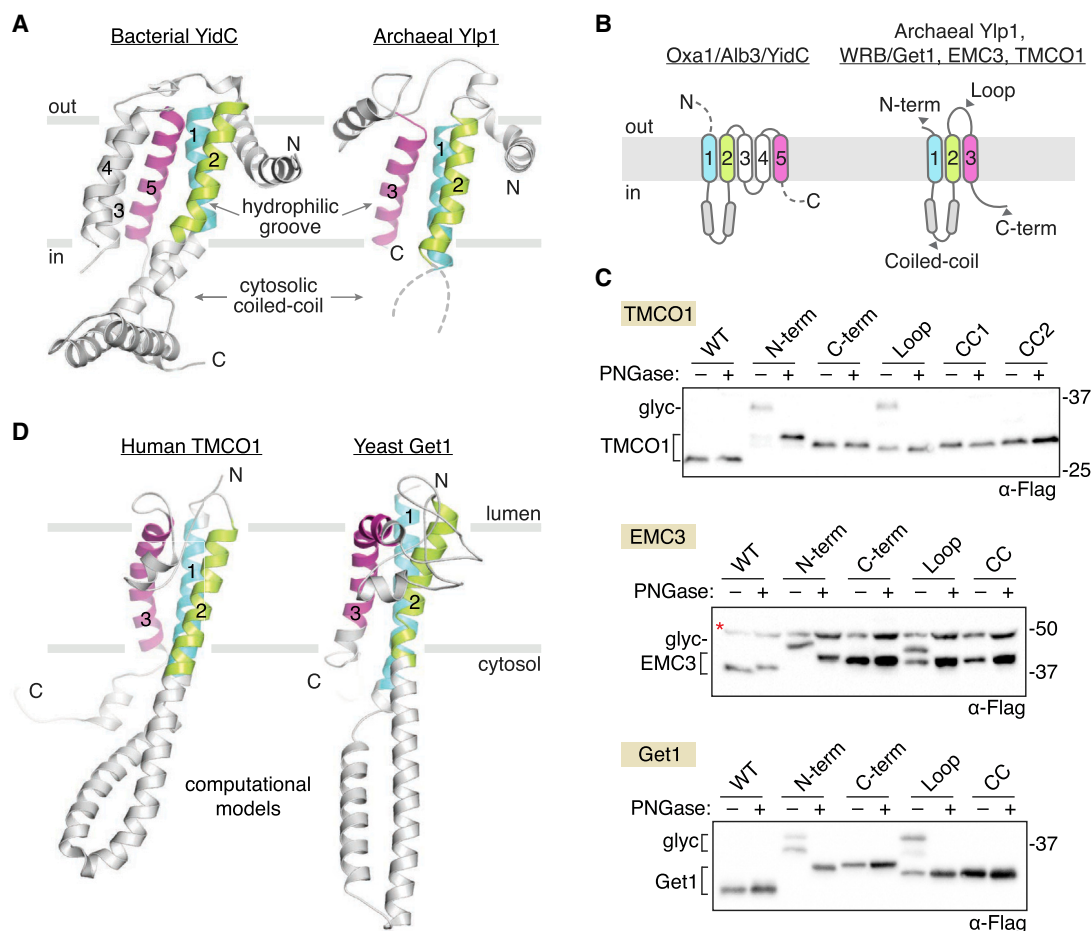 A
Bacterial YidC
Archaeal Ylp1
out
in
1
2
3
4
5
N
C
hydrophilic
groove
cytosolic
coiled-coil
1
2
3
N
C
B
Oxa1/Alb3/YidC
Archaeal Ylp1,
WRB/Get1, EMC3, TMCO1
N
out
in
1 2 3 4 5
C
N-term
Loop
1 2 3
C-term
Coiled-coil
C
TMCO1
WT N-term C-term Loop CC1 CC2
PNGase: – + – + – + – + – + – +
glyc-
TMCO1
-37
-25
α-Flag
EMC3
WT N-term C-term Loop CC
PNGase: – + – + – + – + – +
*
glyc-
EMC3
-50
-37
α-Flag
Get1
WT N-term C-term Loop CC
PNGase: – + – + – + – + – +
glyc
Get1
-37
α-Flag
D
Human TMCO1
Yeast Get1
N
1
2
3
C
N
1
2
3
C
lumen
cytosol
computational
models